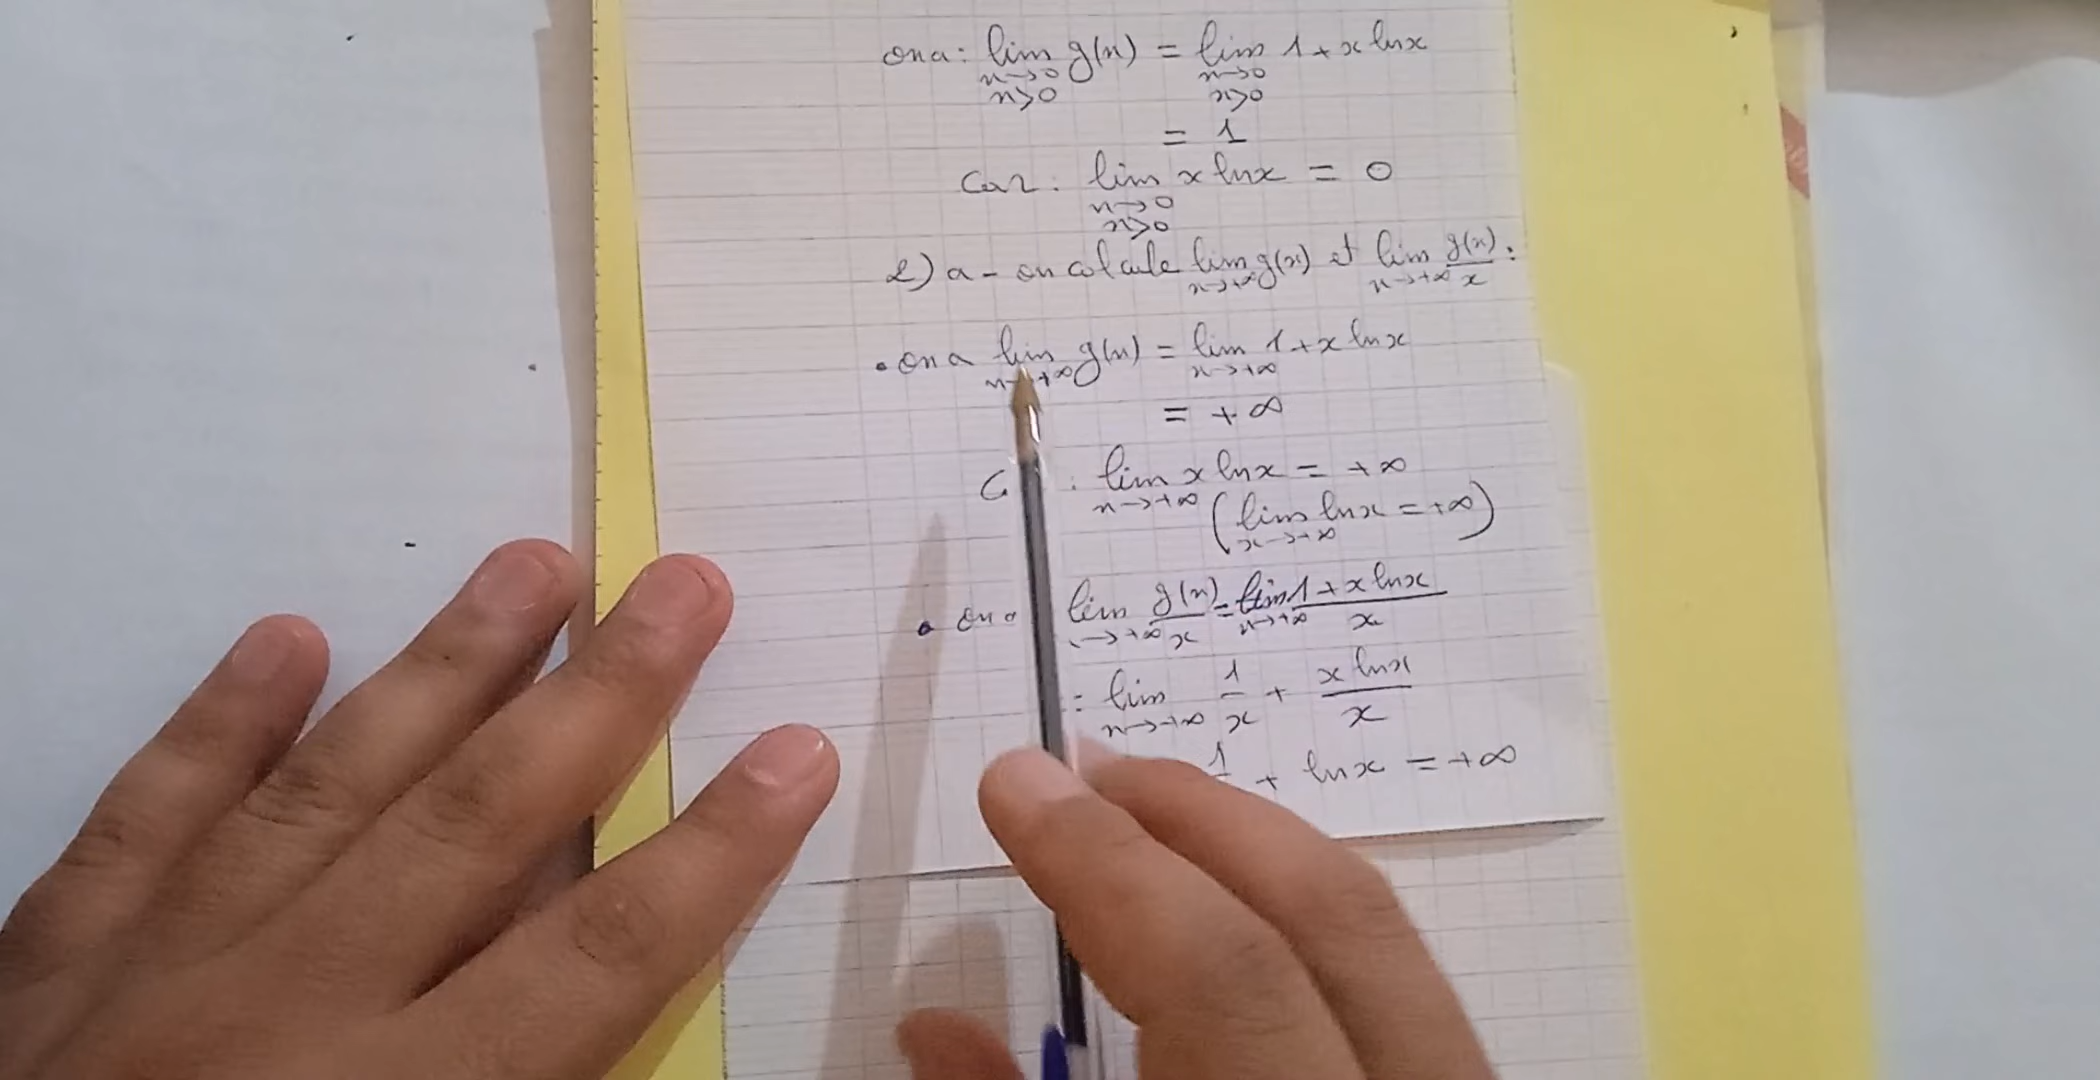 on a : lim g(x) = lim 1 + x ln x
x→0 x→0
x>0 x>0
= 1
Car : lim x ln x = 0
x→0
x>0
2) a - on calcule lim g(x) et lim g(x)/x :
x→+∞ x→+∞
• on a lim g(x) = lim 1 + x ln x
x→+∞ x→+∞
= +∞
: lim x ln x = +∞
x→+∞
(lim ln x = +∞)
x→+∞
• on a lim g(x)/x = lim (1 + x ln x)/x
→+∞ x→+∞
= lim 1/x + (x ln x)/x
x→+∞
1 + ln x = +∞